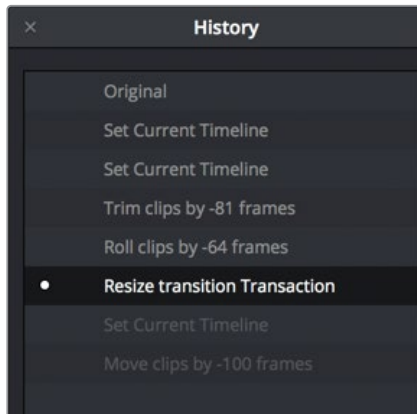 History
Original
Set Current Timeline
Set Current Timeline
Trim clips by -81 frames
Roll clips by -64 frames
Resize transition Transaction
Set Current Timeline
Move clips by -100 frames